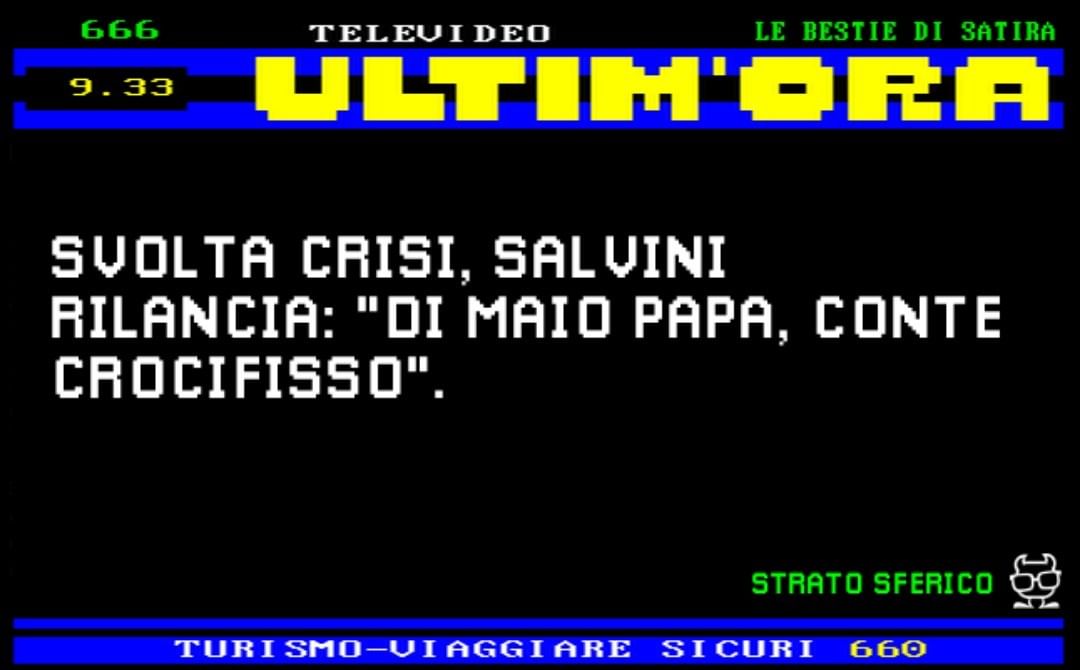 666 TELEVIDEO LE BESTIE DI SATIRA
9.33 ULTIM'ORA
SVOLTA CRISI, SALVINI
RILANCIA: "DI MAIO PAPA, CONTE
CROCIFISSO".
STRATO SFERICO
TURISMO-VIAGGIARE SICURI 660